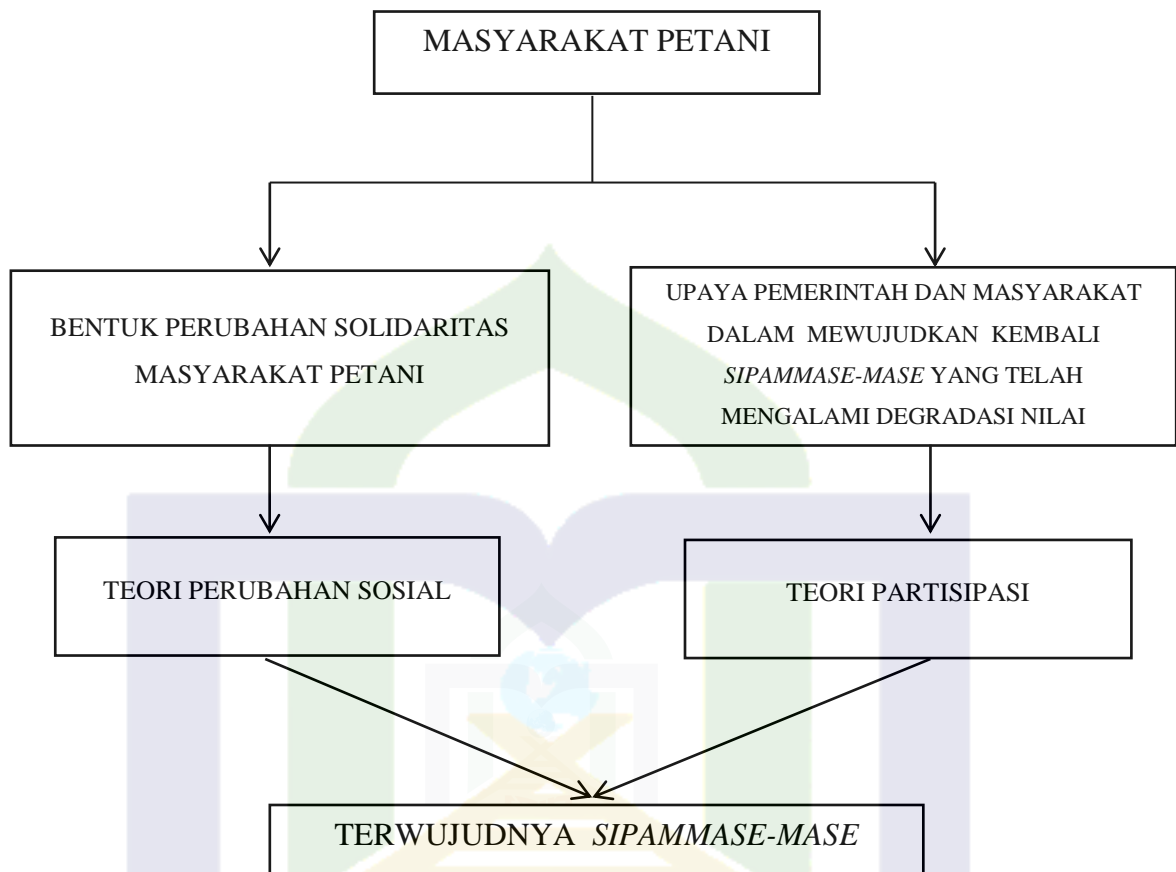 MASYARAKAT PETANI
BENTUK PERUBAHAN SOLIDARITAS
MASYARAKAT PETANI
UPAYA PEMERINTAH DAN MASYARAKAT
DALAM MEWUJUDKAN KEMBALI
SIPAMMASE-MASE YANG TELAH
MENGALAMI DEGRADASI NILAI
TEORI PERUBAHAN SOSIAL
TEORI PARTISIPASI
TERWUJUDNYA SIPAMMASE-MASE